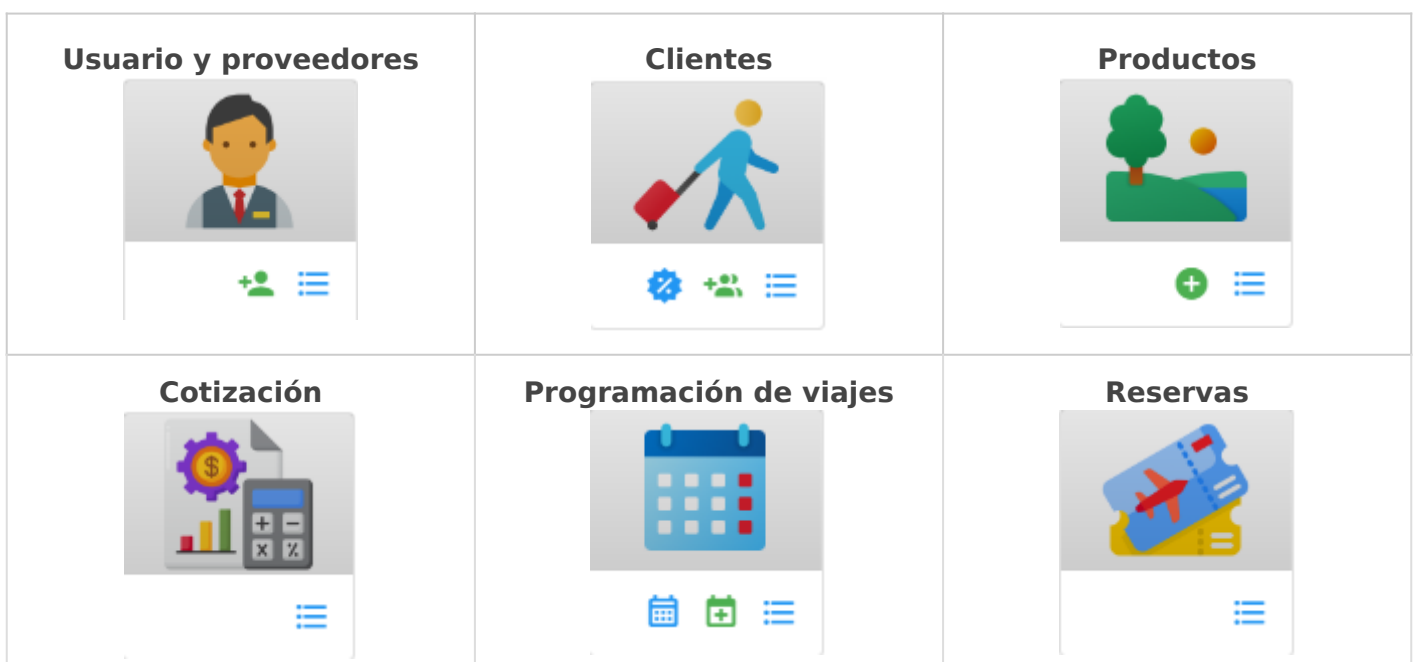 Usuario y proveedores
Clientes
Productos
Cotización
Programación de viajes
Reservas